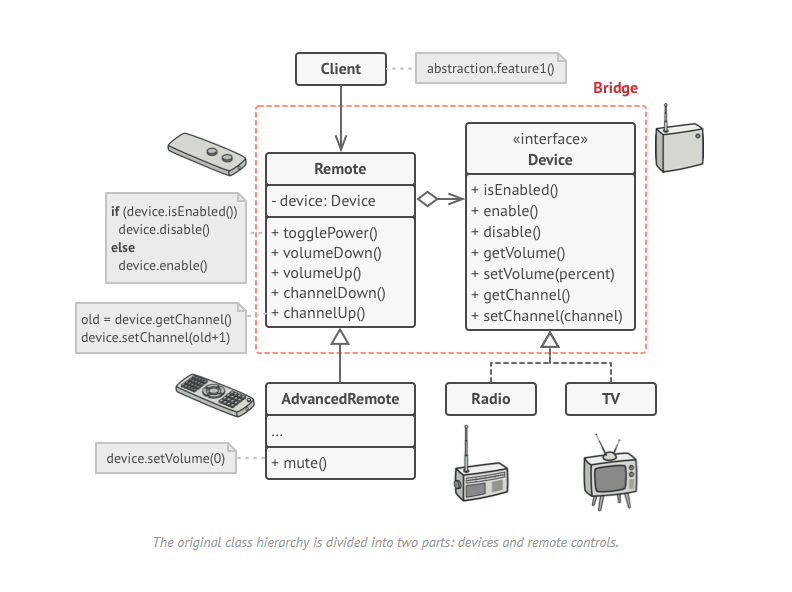 Client
abstraction.feature1()
Bridge
Remote
- device: Device
+ togglePower()
+ volumeDown()
+ volumeUp()
+ channelDown()
+ channelUp()
«interface»
Device
+ isEnabled()
+ enable()
+ disable()
+ getVolume()
+ setVolume(percent)
+ getChannel()
+ setChannel(channel)
if (device.isEnabled())
device.disable()
else
device.enable()
old = device.getChannel()
device.setChannel(old+1)
AdvancedRemote
...
+ mute()
device.setVolume(0)
Radio
TV
The original class hierarchy is divided into two parts: devices and remote controls.